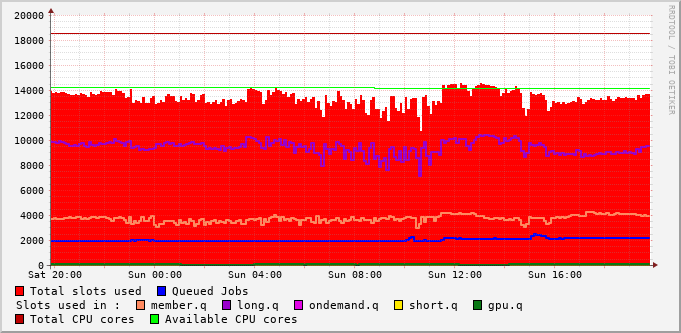 20000
18000
16000
14000
12000
10000
8000
6000
4000
2000
0
Sat 20:00 Sun 00:00 Sun 04:00 Sun 08:00 Sun 12:00 Sun 16:00
Total slots used Queued Jobs
Slots used in : member.q long.q ondemand.q short.q gpu.q
Total CPU cores Available CPU cores
RRDTOOL / TOBI OETIKER